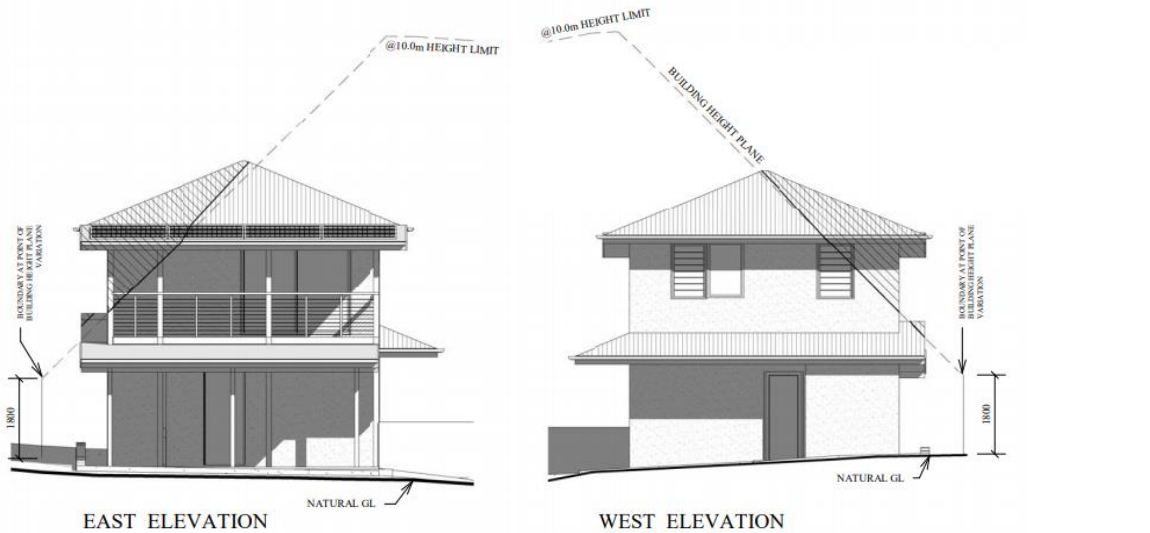 @10.0m HEIGHT LIMIT
BOUNDARY AT POINT OF
BUILDING HEIGHT PLANE
VARIATION
1800
NATURAL GL
EAST ELEVATION
@10.0m HEIGHT LIMIT
BUILDING HEIGHT PLANE
BOUNDARY AT POINT OF
BUILDING HEIGHT PLANE
VARIATION
1800
NATURAL GL
WEST ELEVATION